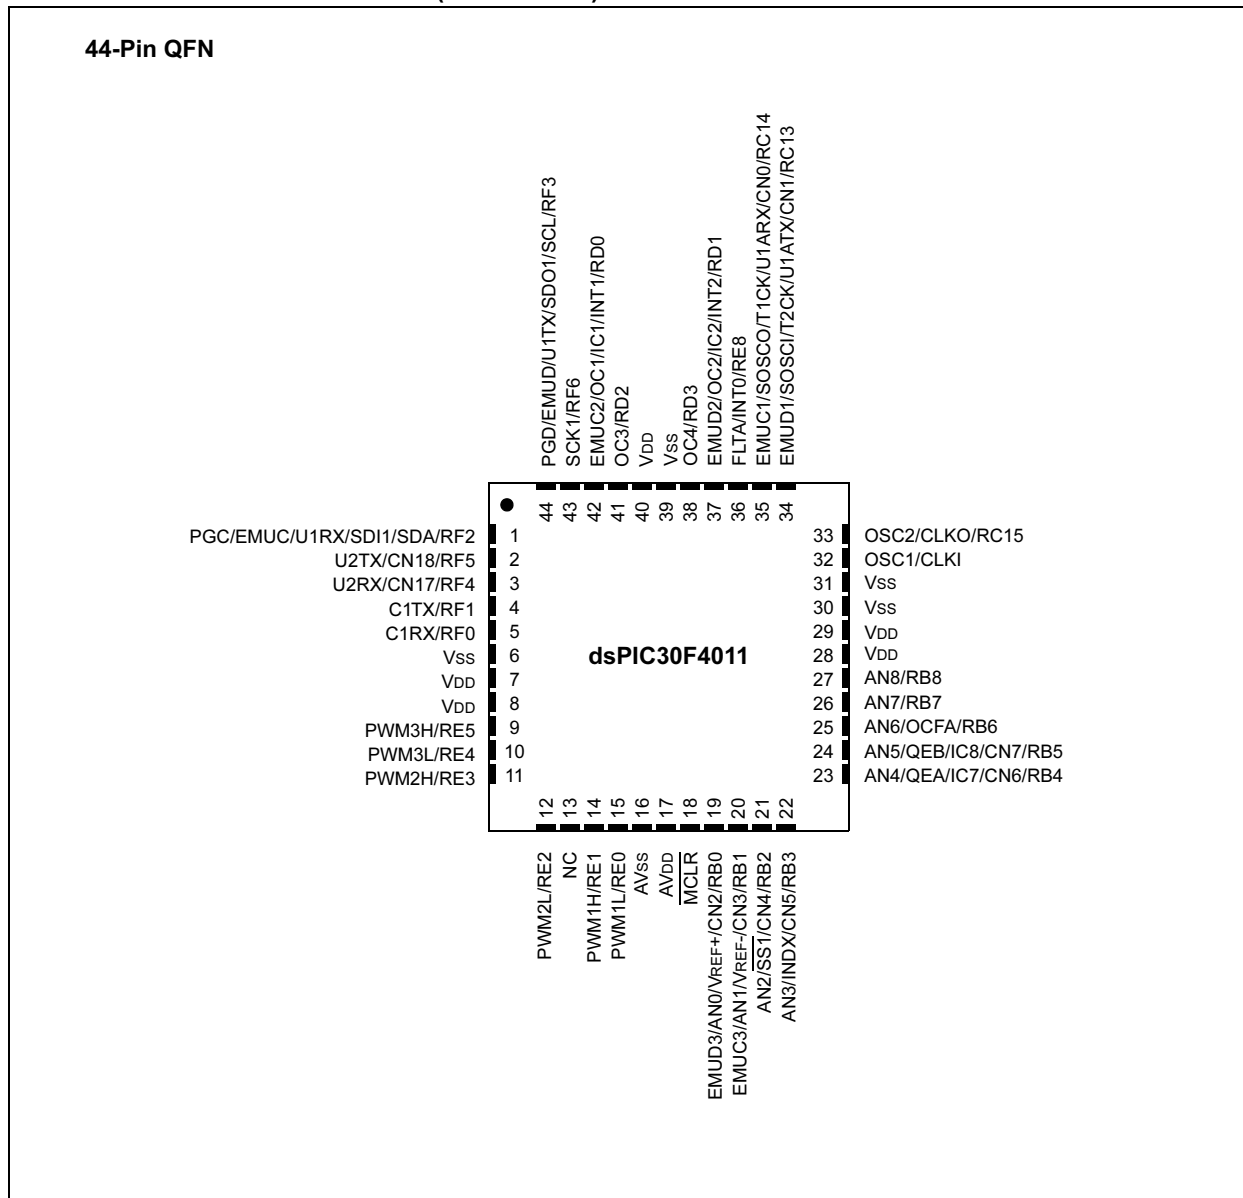 44-Pin QFN
PGD/EMUD/U1TX/SDO1/SCL/RF3
SCK1/RF6
EMUC2/OC1/IC1/INT1/RD0
OC3/RD2
VDD
VSS
OC4/RD3
EMUD2/OC2/IC2/INT2/RD1
FLTA/INT0/RE8
EMUC1/SOSCO/T1CK/U1ARX/CN0/RC14
EMUD1/SOSCI/T2CK/U1ATX/CN1/RC13
44
43
42
41
40
39
38
37
36
35
34
PGC/EMUC/U1RX/SDI1/SDA/RF2 1
U2TX/CN18/RF5 2
U2RX/CN17/RF4 3
C1TX/RF1 4
C1RX/RF0 5
VSS 6
VDD 7
VDD 8
PWM3H/RE5 9
PWM3L/RE4 10
PWM2H/RE3 11
dsPIC30F4011
33 OSC2/CLKO/RC15
32 OSC1/CLKI
31 VSS
30 VSS
29 VDD
28 VDD
27 AN8/RB8
26 AN7/RB7
25 AN6/OCFA/RB6
24 AN5/QEB/IC8/CN7/RB5
23 AN4/QEA/IC7/CN6/RB4
12
13
14
15
16
17
18
19
20
21
22
PWM2L/RE2
NC
PWM1H/RE1
PWM1L/RE0
AVSS
AVDD
MCLR
EMUD3/AN0/VREF+/CN2/RB0
EMUC3/AN1/VREF-/CN3/RB1
AN2/SS1/CN4/RB2
AN3/INDX/CN5/RB3